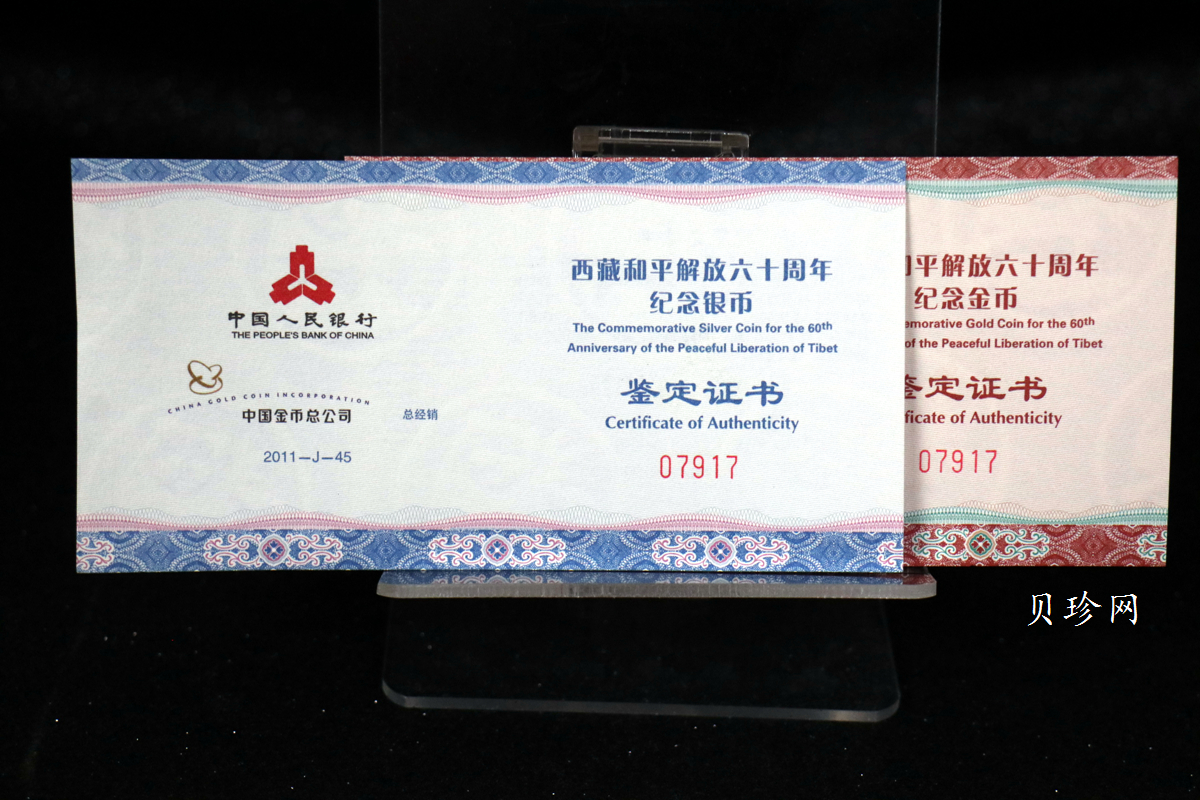 中国人民银行
THE PEOPLE'S BANK OF CHINA
CHINA GOLD COIN INCORPORATION
中国金币总公司
总经销
2011—J—45
西藏和平解放六十周年
纪念银币
The Commemorative Silver Coin for the 60th
Anniversary of the Peaceful Liberation of Tibet
鉴定证书
Certificate of Authenticity
07917
平解放六十周年
纪念金币
emorative Gold Coin for the 60th
of the Peaceful Liberation of Tibet
鉴定证书
ficate of Authenticity
07917
贝珍网